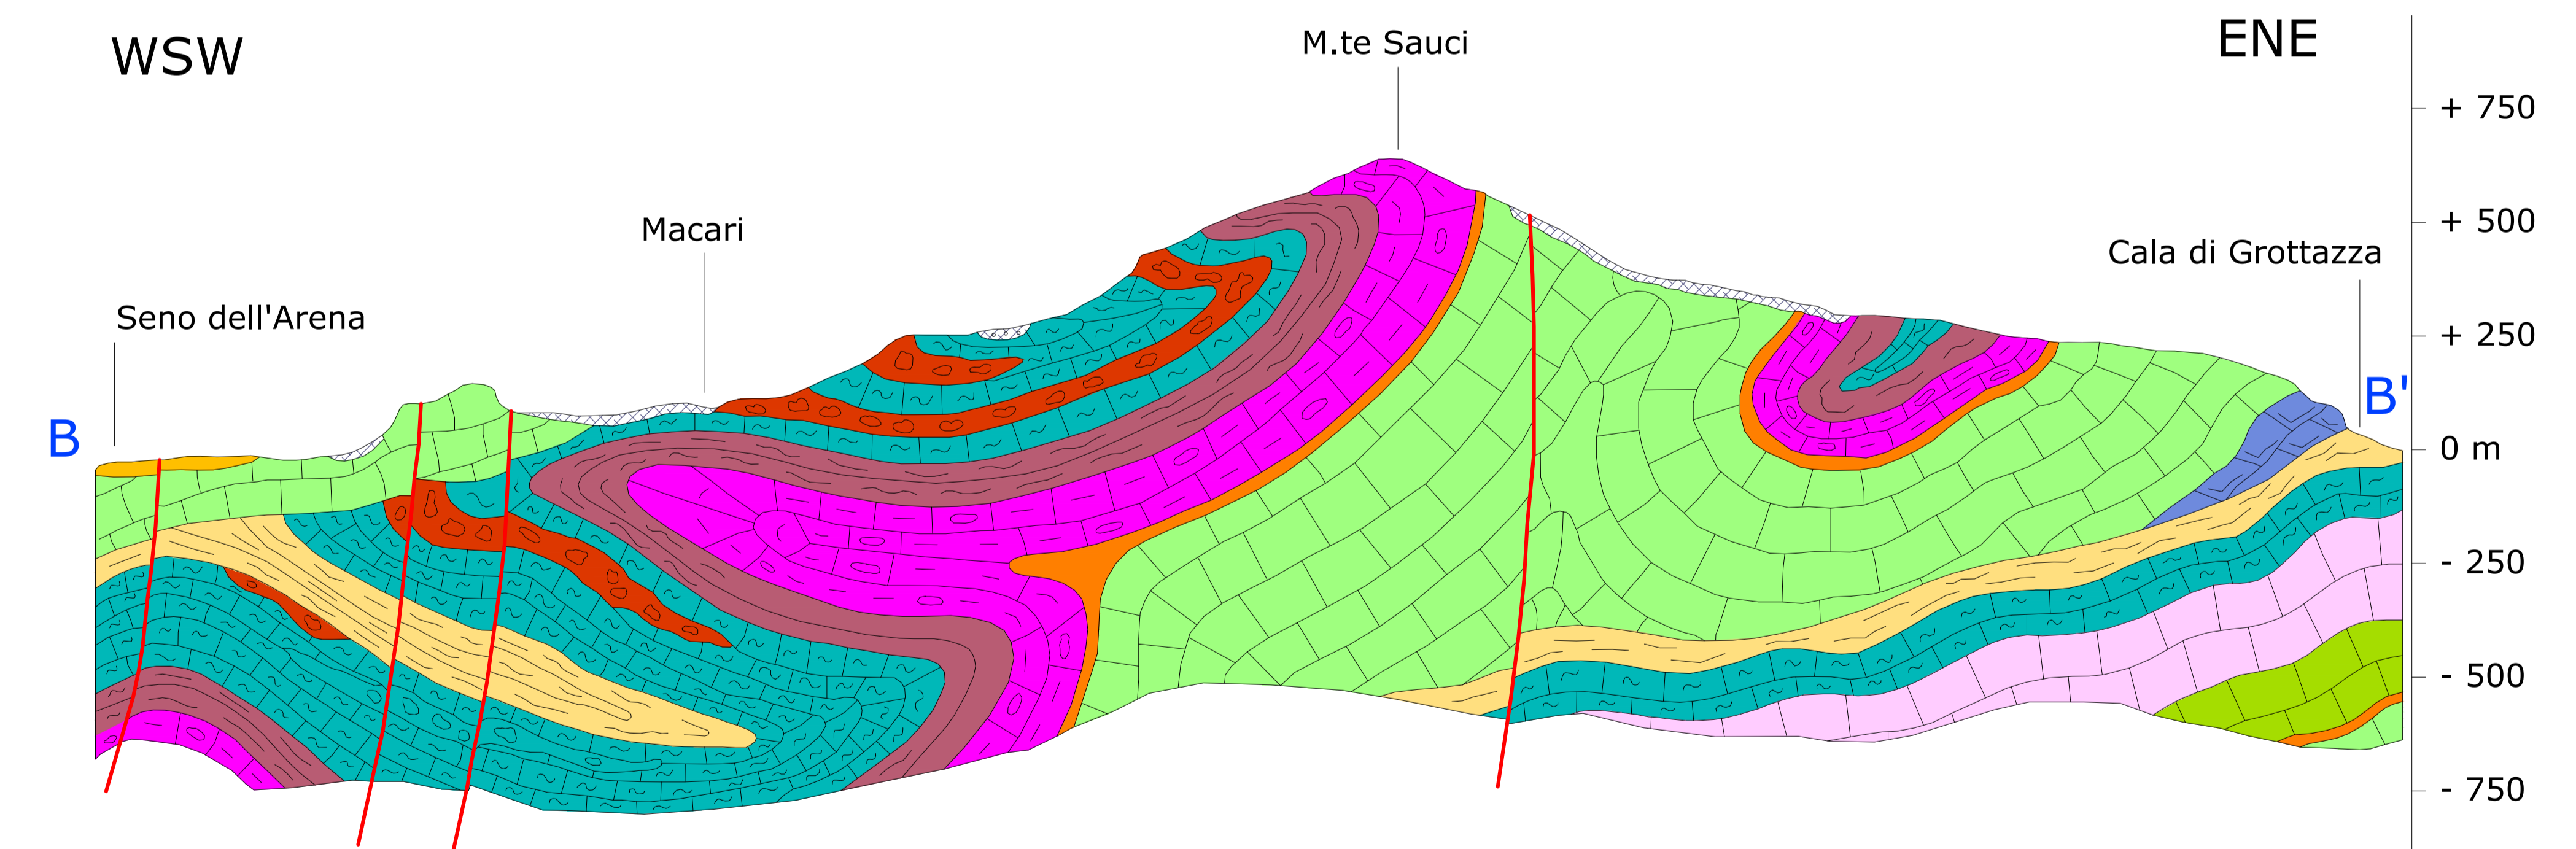 WSW
M.te Sauci
ENE
+ 750
+ 500
Macari
Cala di Grottazza
Seno dell'Arena
+ 250
B
B'
0 m
- 250
- 500
- 750